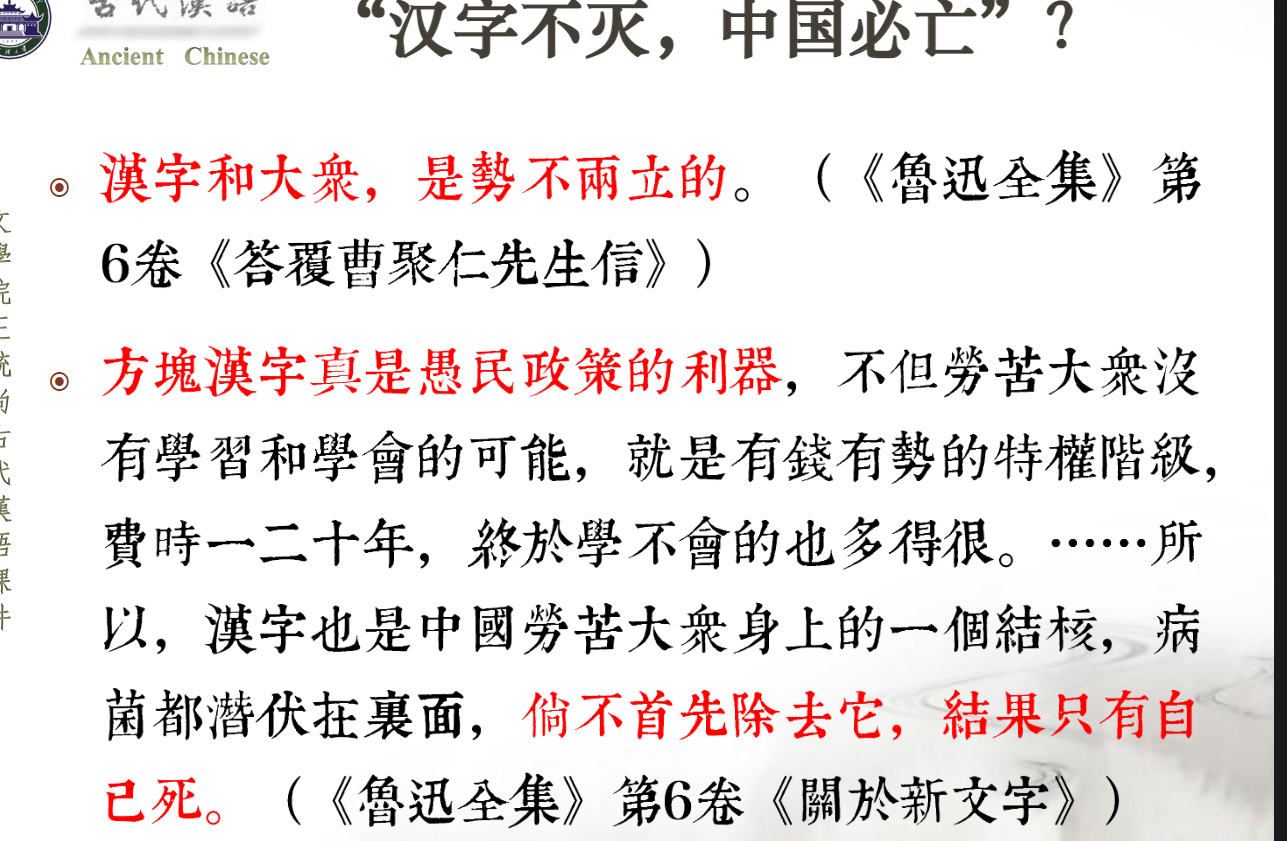 古代漢語
Ancient Chinese
“汉字不灭，中国必亡”？
漢字和大衆，是勢不兩立的。（《魯迅全集》第
6卷《答覆曹聚仁先生信》）
方塊漢字真是愚民政策的利器，不但勞苦大衆沒
有學習和學會的可能，就是有錢有勢的特權階級，
費時一二十年，終於學不會的也多得很。……所
以，漢字也是中國勞苦大衆身上的一個結核，病
菌都潛伏在裏面，倘不首先除去它，結果只有自
己死。（《魯迅全集》第6卷《關於新文字》）
文學院王統尚古代漢語課件